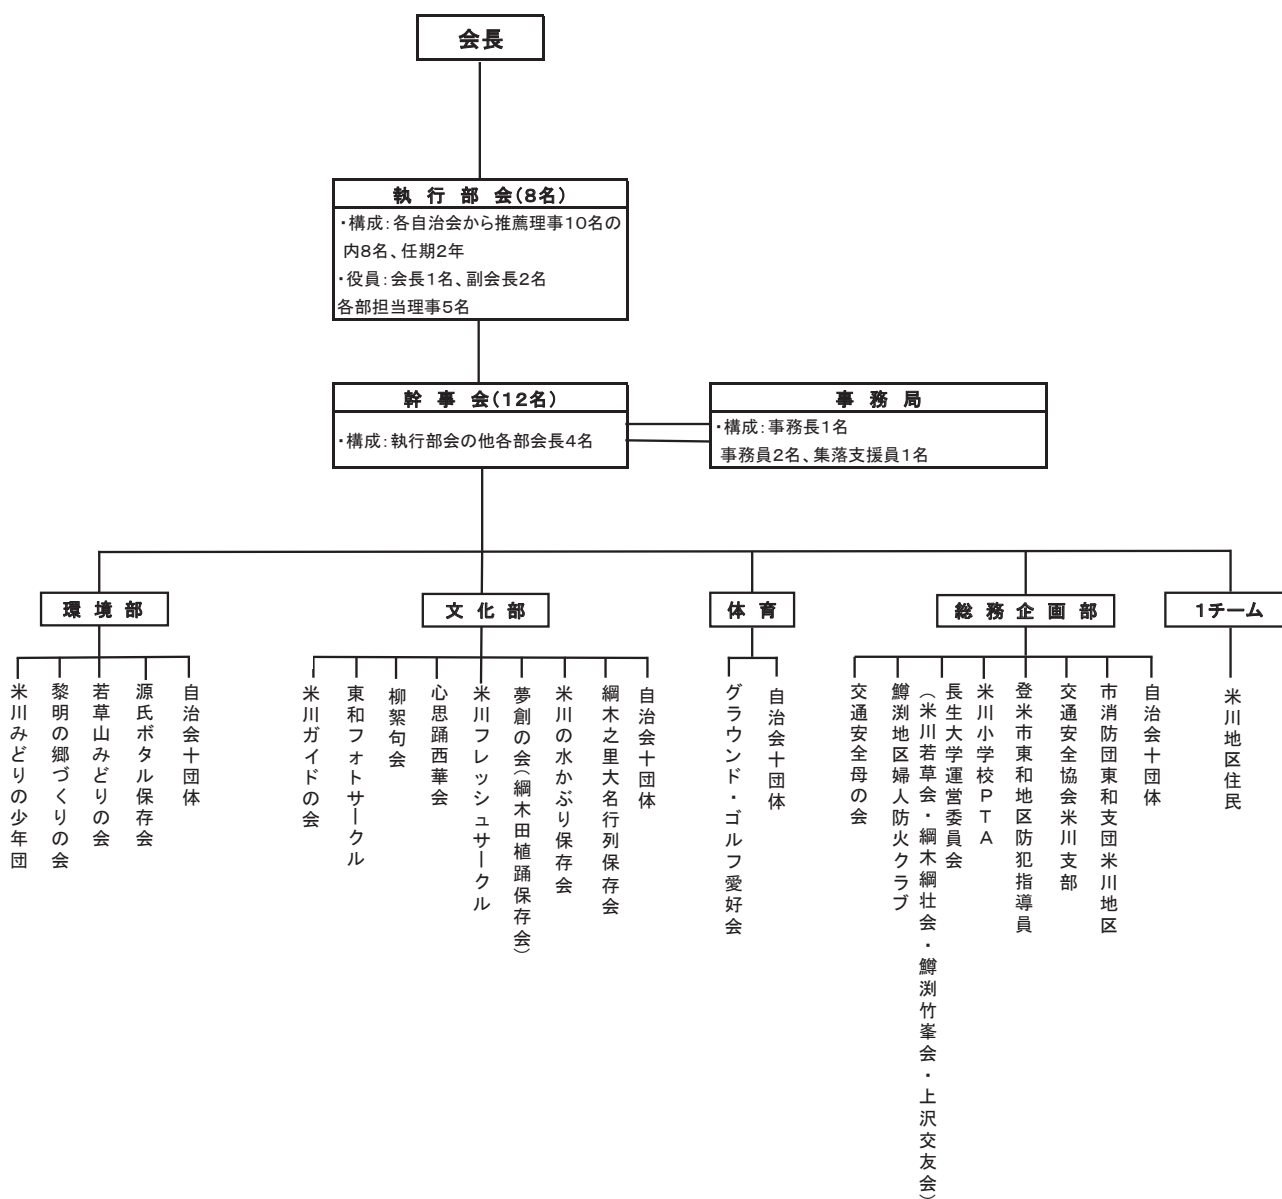 会長
執 行 部 会(8名)
・構成：各自治会から推薦理事10名の
内8名、任期2年
・役員：会長1名、副会長2名
各部担当理事5名
幹 事 会(12名)
・構成：執行部会の他各部会長4名
事 務 局
・構成：事務長1名
事務員2名、集落支援員1名
環 境 部
文 化 部
体 育
総 務 企 画 部
1チーム
米川みどりの少年団
黎明の郷づくりの会
若草山みどりの会
源氏ボタル保存会
自治会十団体
米川ガイドの会
東和フォトサークル
柳絮句会
心思踊西華会
米川フレッシュサークル
夢創の会(綱木田植踊保存会)
米川の水かぶり保存会
綱木之里大名行列保存会
自治会十団体
グラウンド・ゴルフ愛好会
自治会十団体
交通安全母の会
鱒渕地区婦人防火クラブ
長生大学運営委員会
(米川若草会・綱木綱壮会・鱒渕竹峯会・上沢交友会)
米川小学校PTA
登米市東和地区防犯指導員
交通安全協会米川支部
市消防団東和支団米川地区
自治会十団体
米川地区住民